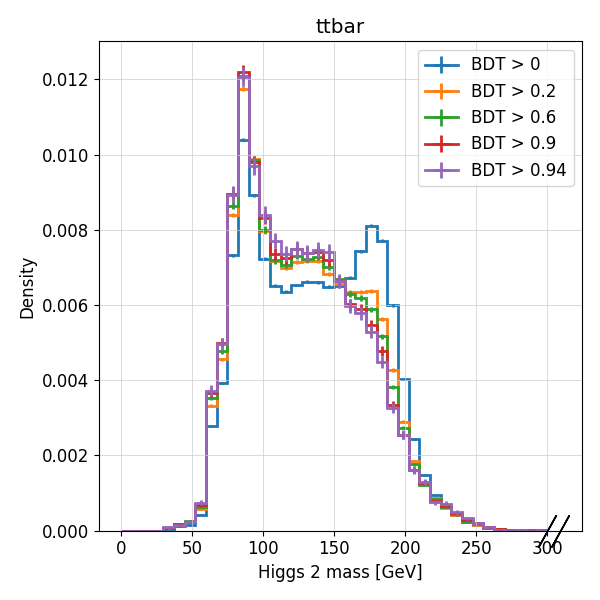 ttbar
Density
0.012
0.010
0.008
0.006
0.004
0.002
0.000
BDT > 0
BDT > 0.2
BDT > 0.6
BDT > 0.9
BDT > 0.94
0 50 100 150 200 250 300
Higgs 2 mass [GeV]